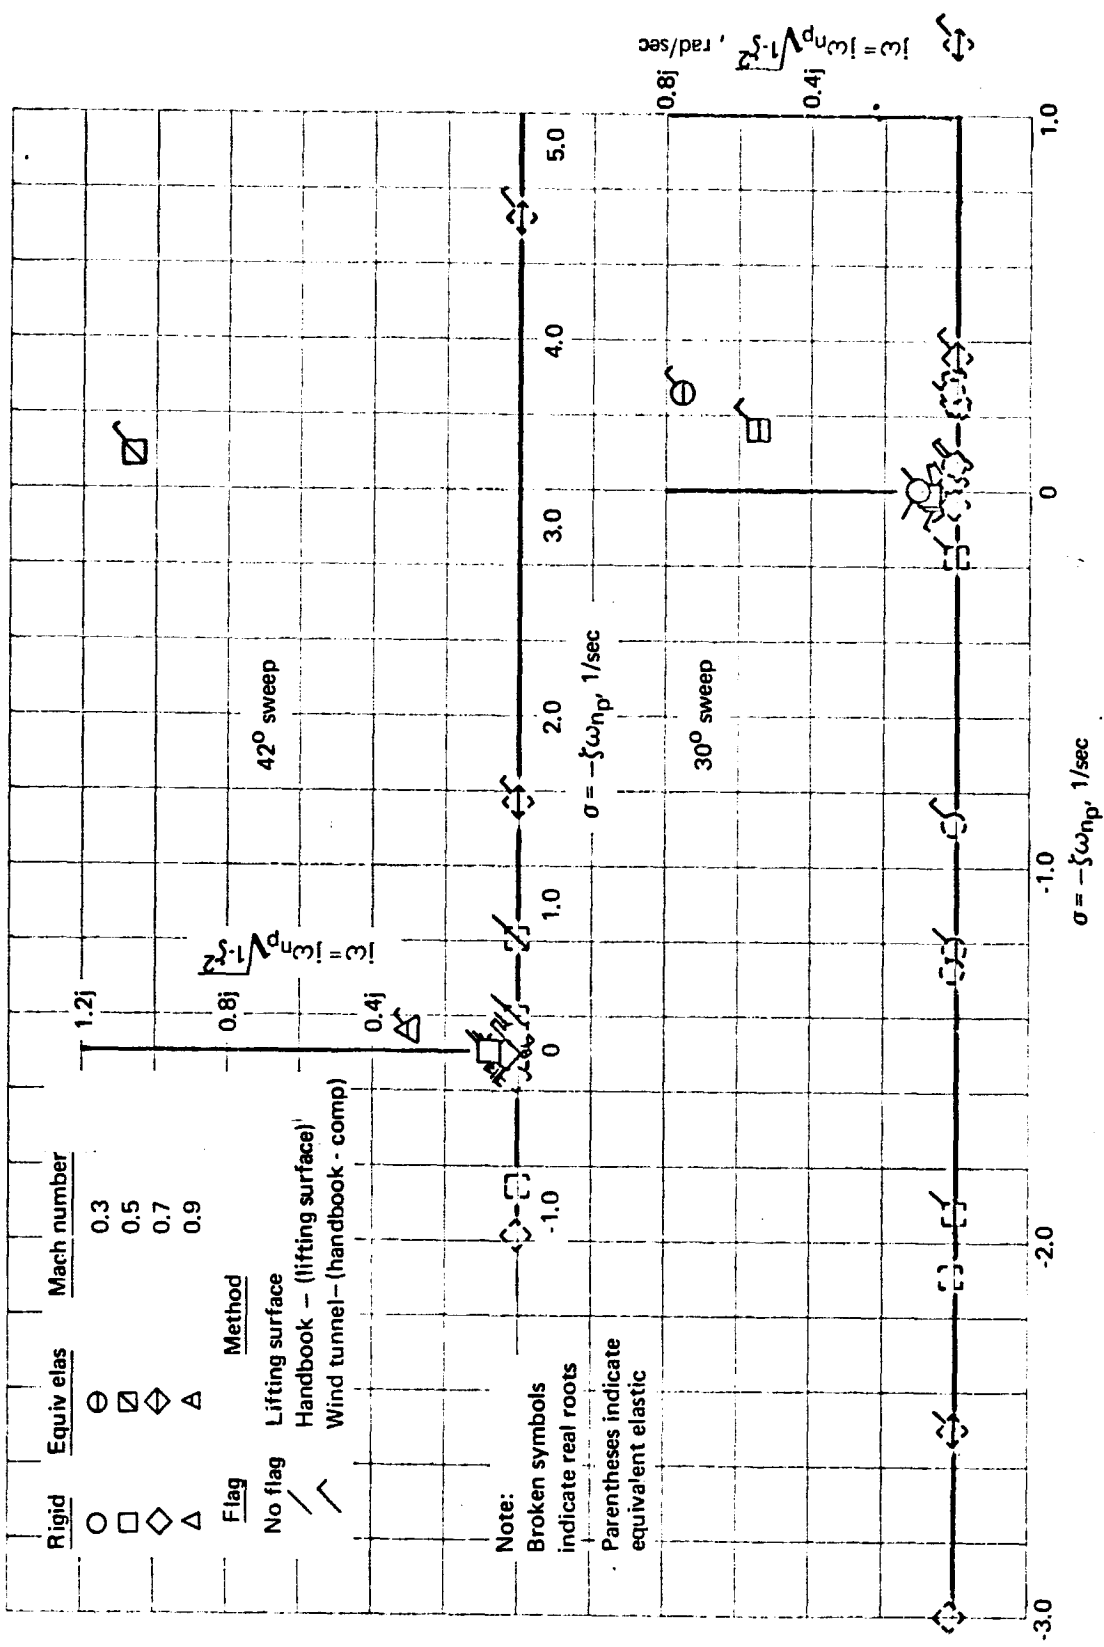 Rigid Equiv elas Mach number
0.3
0.5
0.7
0.9
Flag Method
No flag Lifting surface
Handbook – (lifting surface)
Wind tunnel–(handbook - comp)
Note:
Broken symbols
indicate real roots
Parentheses indicate
equivalent elastic
1.2j
0.8j
0.4j
jω = jωnp√1-ζ²
42° sweep
-1.0
0
1.0
2.0
3.0
4.0
5.0
σ = -ζωnp, 1/sec
30° sweep
jω = jωnp√1-ζ² , rad/sec
0.8j
0.4j
-3.0
-2.0
-1.0
0
1.0
σ = -ζωnp, 1/sec